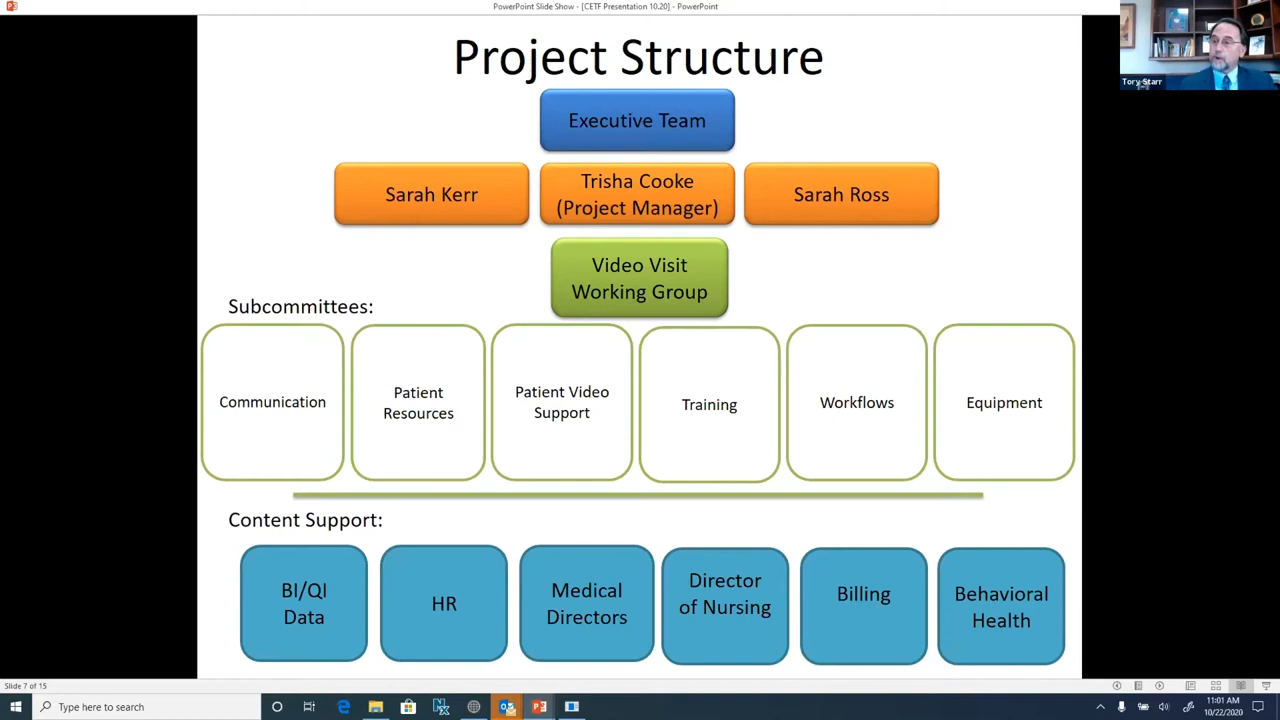 PowerPoint Slide Show - [CETF Presentation 10.20] - PowerPoint
Tory Starr
Project Structure
Executive Team
Sarah Kerr
Trisha Cooke
(Project Manager)
Sarah Ross
Video Visit
Working Group
Subcommittees:
Communication
Patient
Resources
Patient Video
Support
Training
Workflows
Equipment
Content Support:
BI/QI
Data
HR
Medical
Directors
Director
of Nursing
Billing
Behavioral
Health
Slide 7 of 15
Type here to search
11:01 AM
10/22/2020